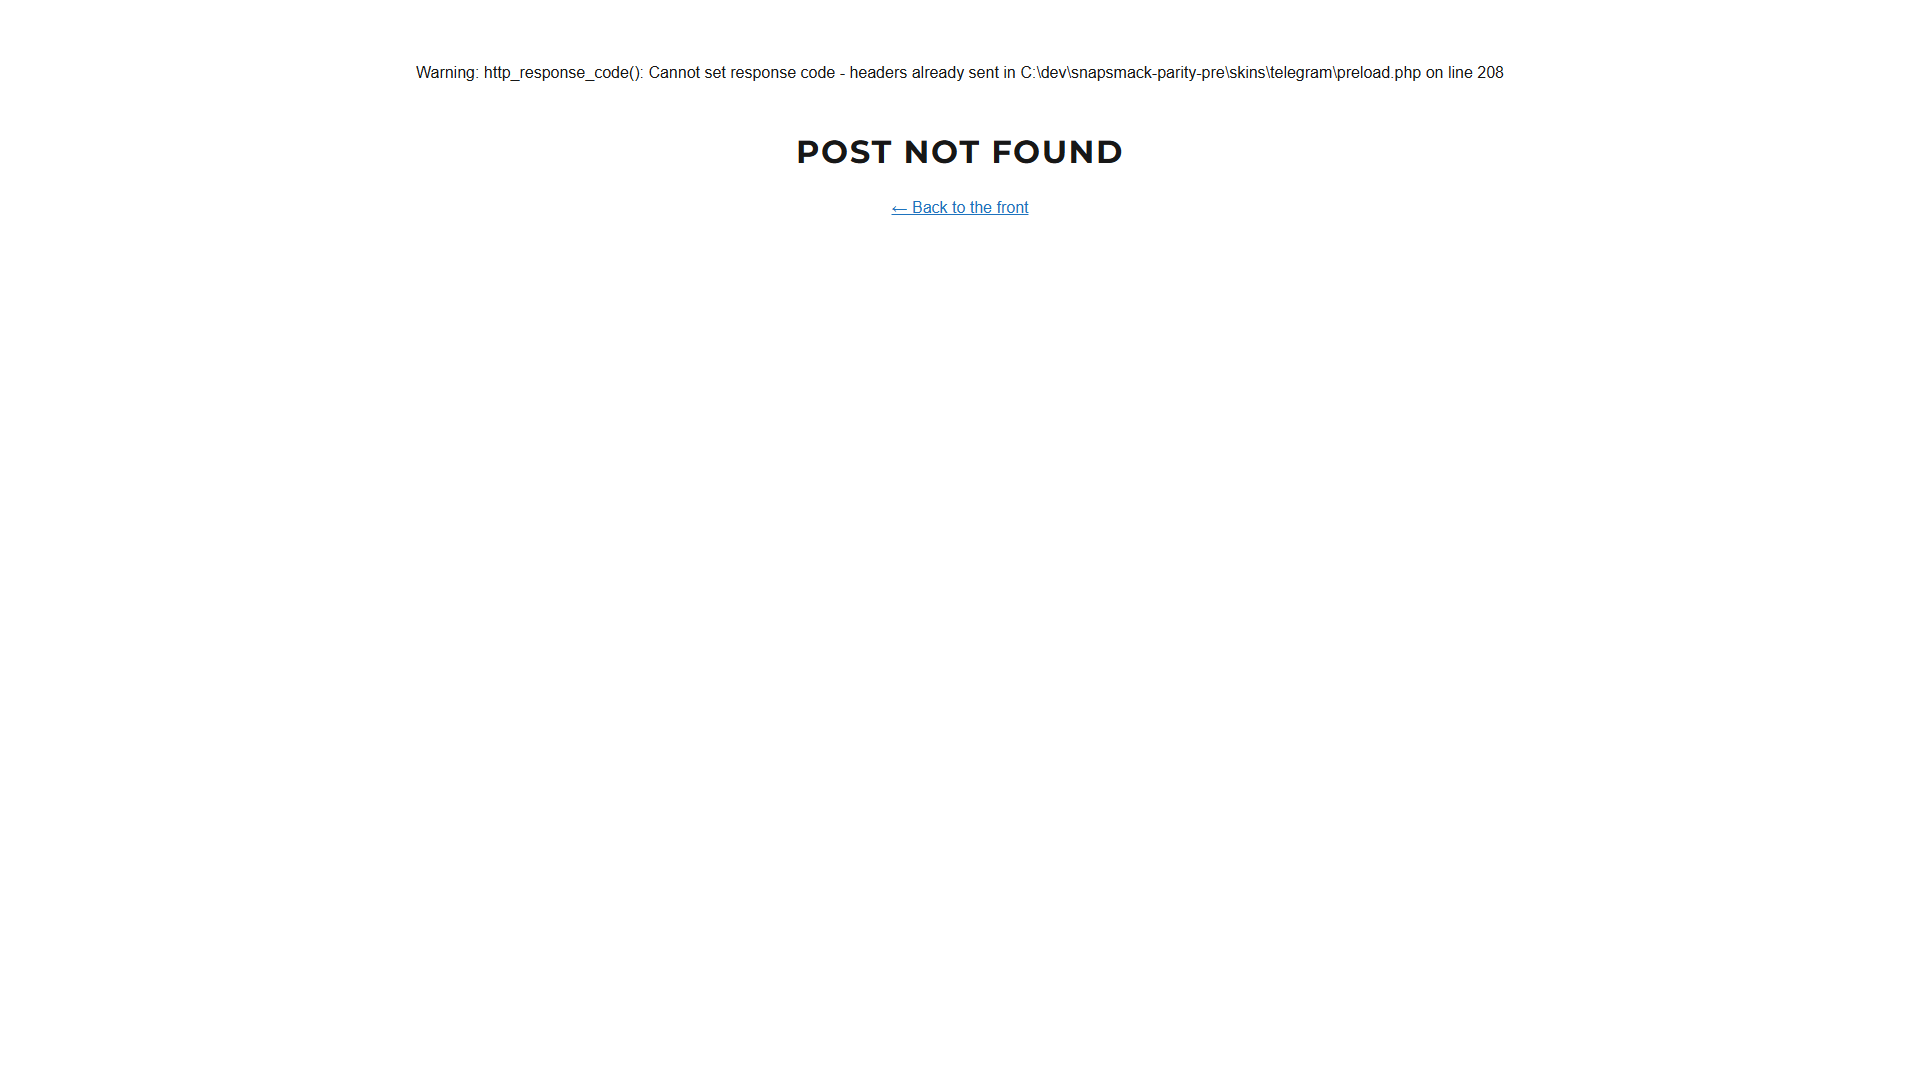 Warning: http_response_code(): Cannot set response code - headers already sent in C:\dev\snapsmack-parity-pre\skins\telegram\preload.php on line 208
POST NOT FOUND
← Back to the front